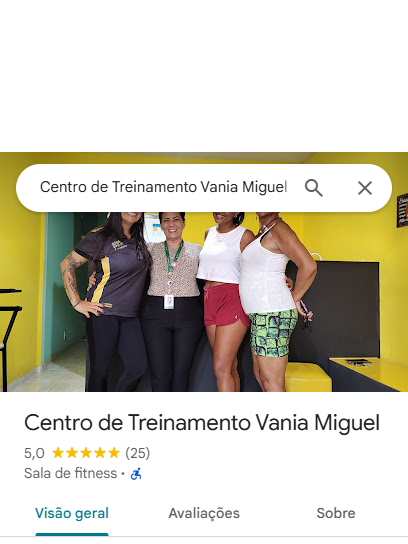 Centro de Treinamento Vania Miguel
Centro de Treinamento Vania Miguel
5,0 (25)
Sala de fitness •
Visão geral
Avaliações
Sobre